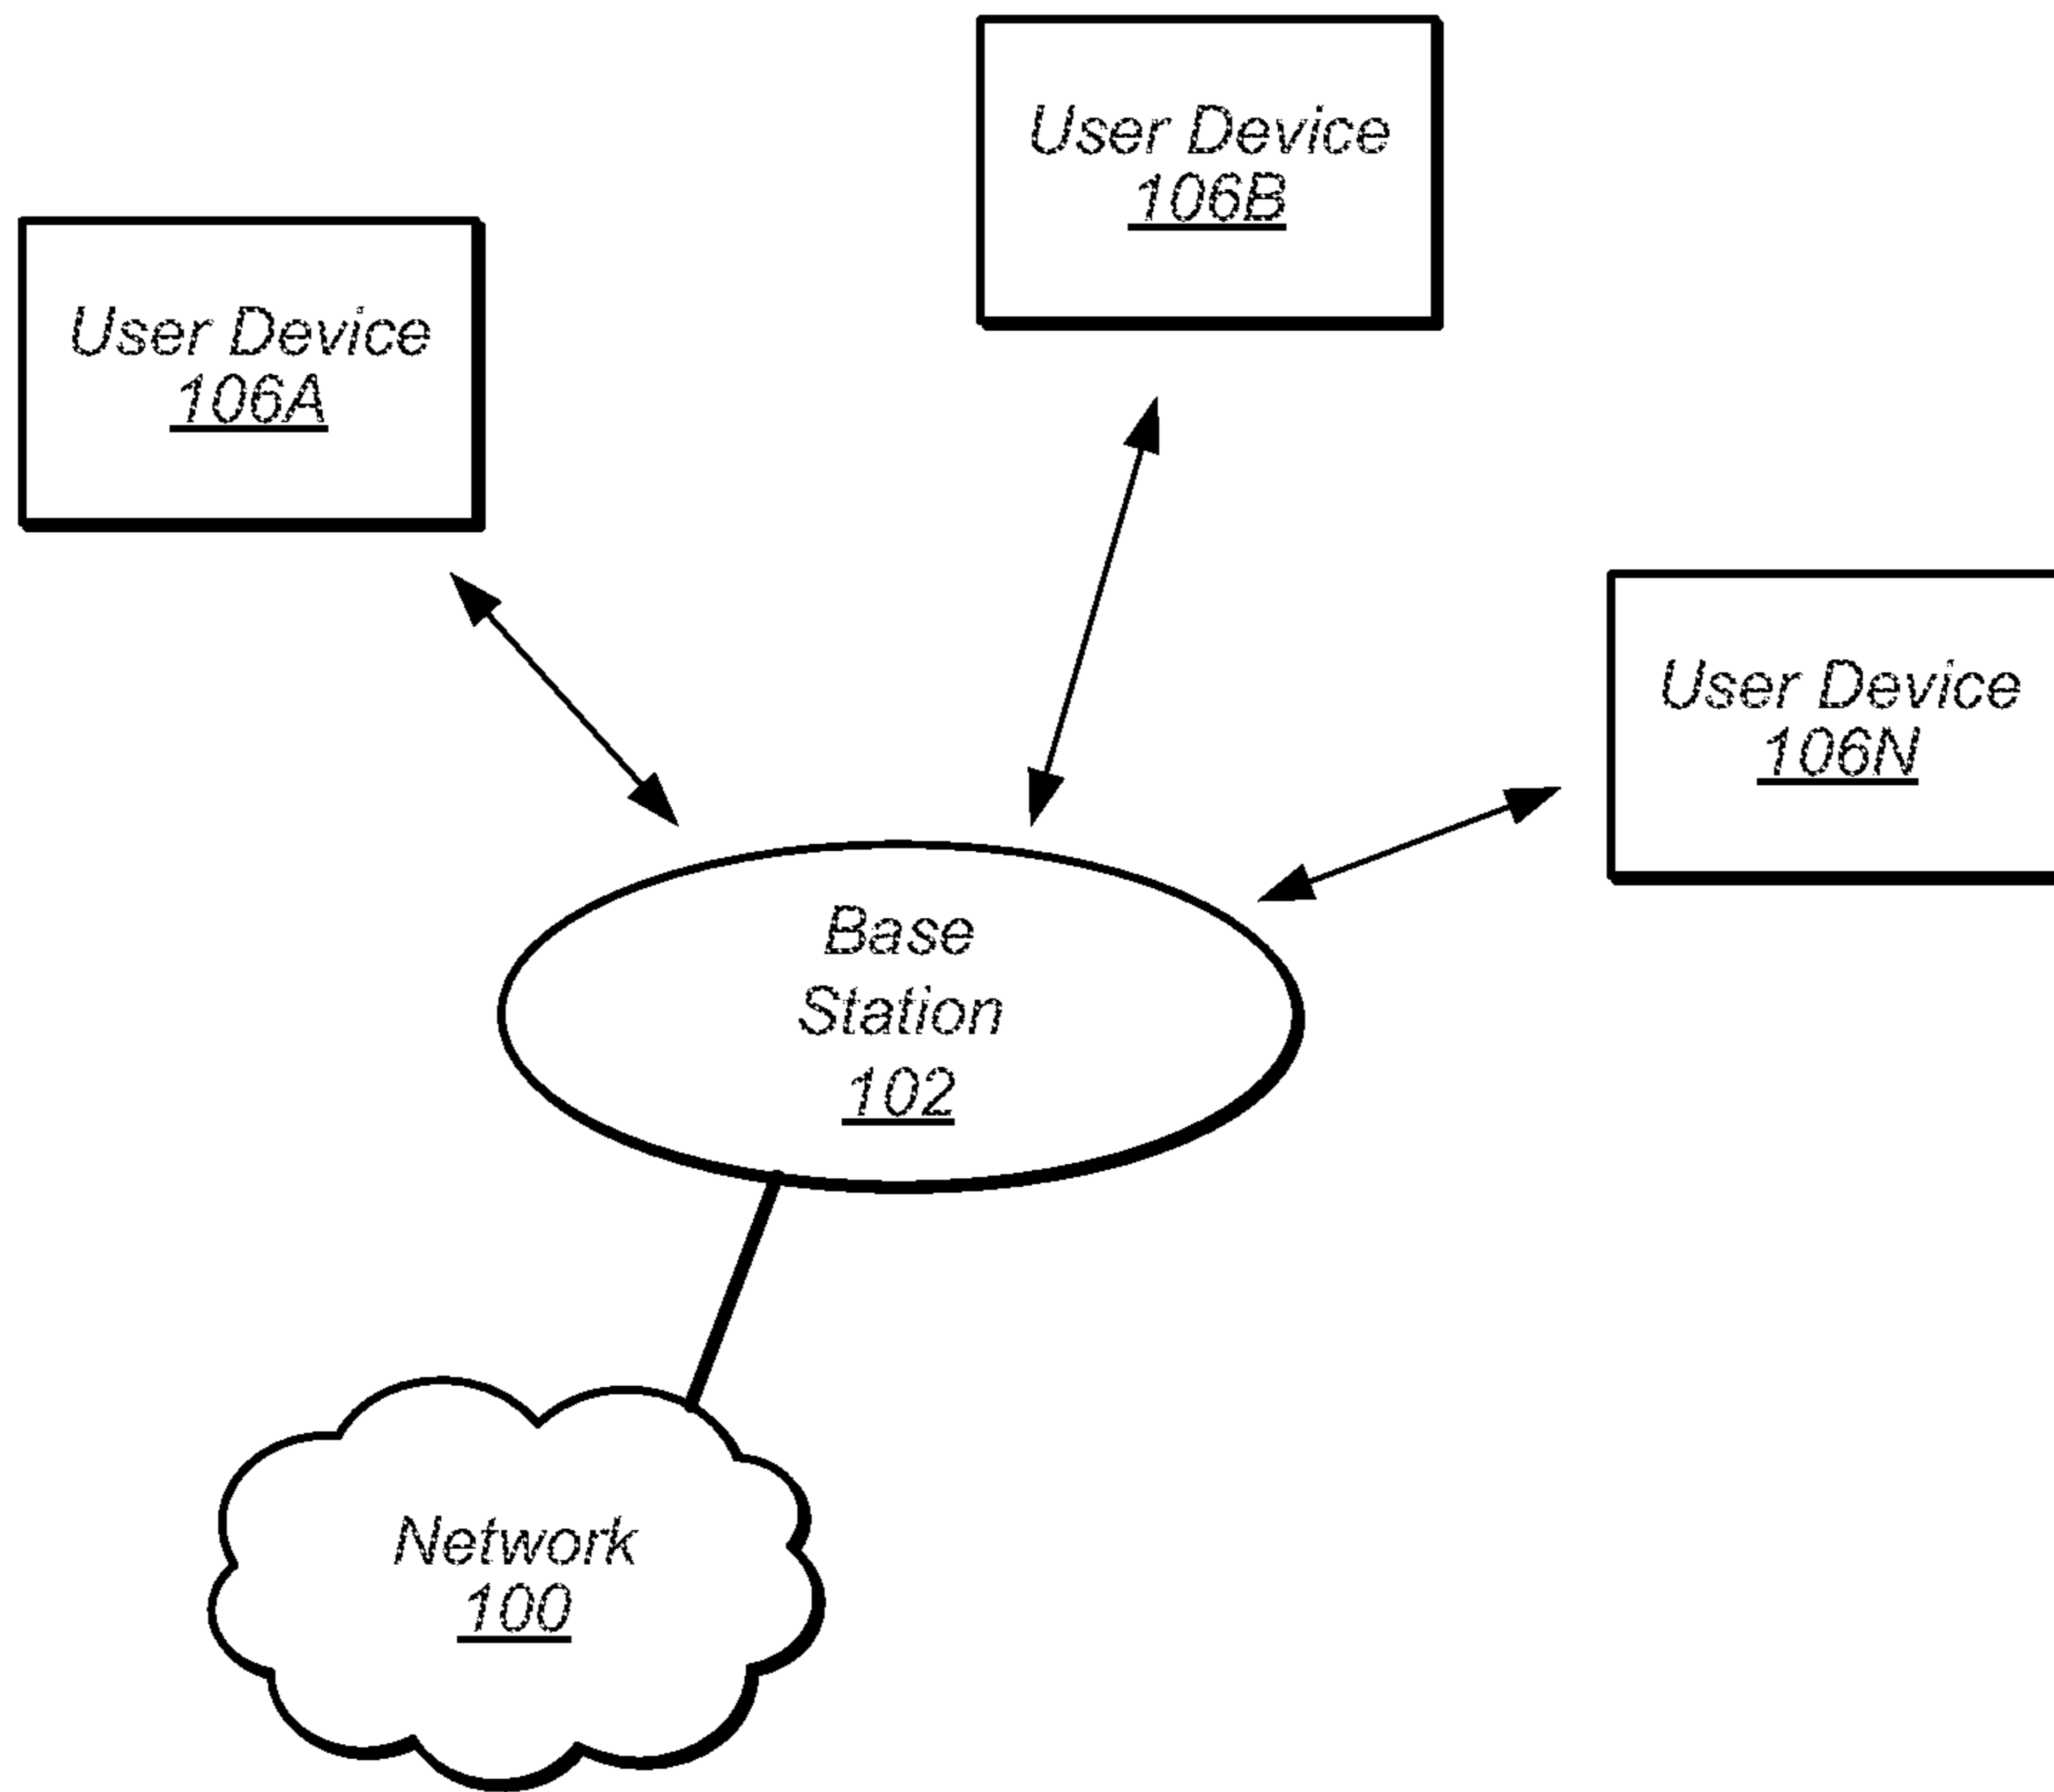 User Device
106B
User Device
106A
User Device
106N
Base
Station
102
Network
100